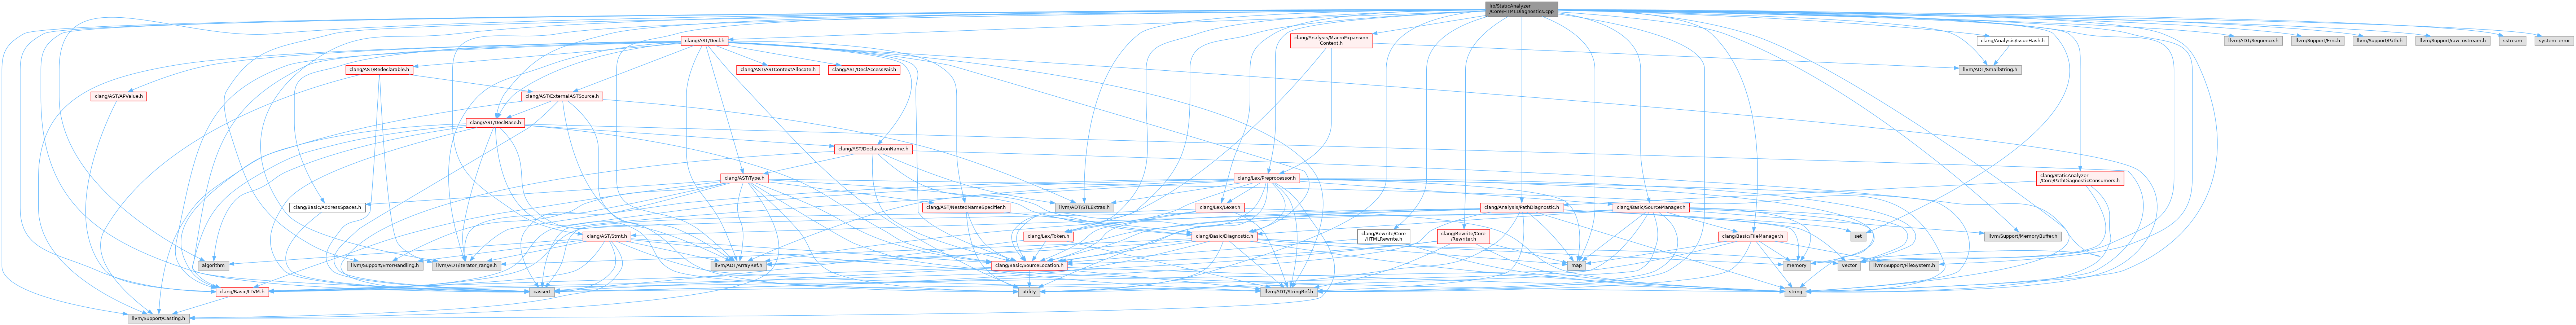 lib/StaticAnalyzer
/Core/HTMLDiagnostics.cpp
clang/AST/Decl.h
clang/Analysis/MacroExpansion
Context.h
clang/Analysis/IssueHash.h
llvm/ADT/Sequence.h
llvm/Support/Errc.h
llvm/Support/Path.h
llvm/Support/raw_ostream.h
sstream
system_error
clang/AST/Redeclarable.h
clang/AST/ASTContextAllocate.h
clang/AST/DeclAccessPair.h
llvm/ADT/SmallString.h
clang/AST/APValue.h
clang/AST/ExternalASTSource.h
clang/AST/DeclBase.h
clang/AST/DeclarationName.h
clang/AST/Type.h
clang/Lex/Preprocessor.h
clang/StaticAnalyzer
/Core/PathDiagnosticConsumers.h
clang/Basic/AddressSpaces.h
clang/AST/NestedNameSpecifier.h
llvm/ADT/STLExtras.h
clang/Lex/Lexer.h
clang/Analysis/PathDiagnostic.h
clang/Basic/SourceManager.h
clang/AST/Stmt.h
clang/Lex/Token.h
clang/Basic/Diagnostic.h
clang/Rewrite/Core
/HTMLRewrite.h
clang/Rewrite/Core
/Rewriter.h
clang/Basic/FileManager.h
set
llvm/Support/MemoryBuffer.h
algorithm
llvm/Support/ErrorHandling.h
llvm/ADT/iterator_range.h
llvm/ADT/ArrayRef.h
clang/Basic/SourceLocation.h
map
memory
vector
llvm/Support/FileSystem.h
clang/Basic/LLVM.h
cassert
utility
llvm/ADT/StringRef.h
string
llvm/Support/Casting.h